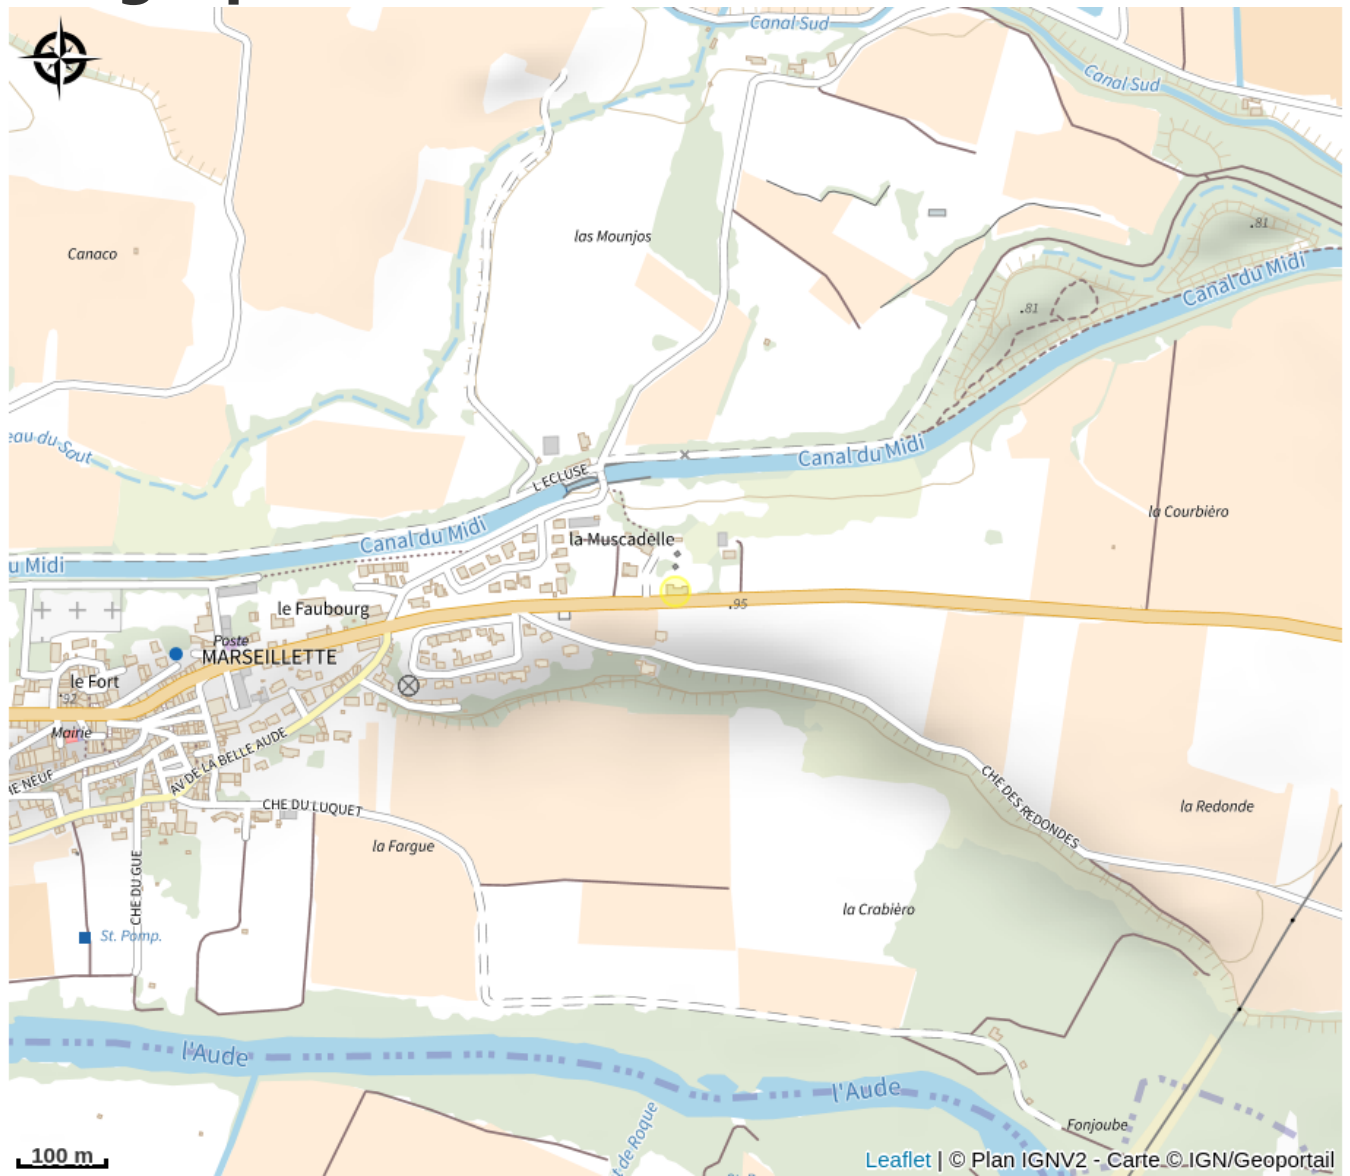 Canal Sud
Canal Sud
las Mounjos
Canaco
.81
.81
Canal du Midi
eau du Sout
Canal du Midi
L'ECLUSE
la Courbièro
Canal du Midi
la Muscadelle
u Midi
le Faubourg
.95
Poste
MARSEILLETTE
le Fort
.92
Mairie
AV DE LA BELLE AUDE
HE NEUF
CHE DES REDONDES
CHE DU LUQUET
la Redonde
la Fargue
CHE DU GUE
la Crabièro
St. Pomp.
l'Aude
l'Aude
t de Roque
Fonjoube
100 m
Leaflet | © Plan IGNV2 - Carte © IGN/Geoportail